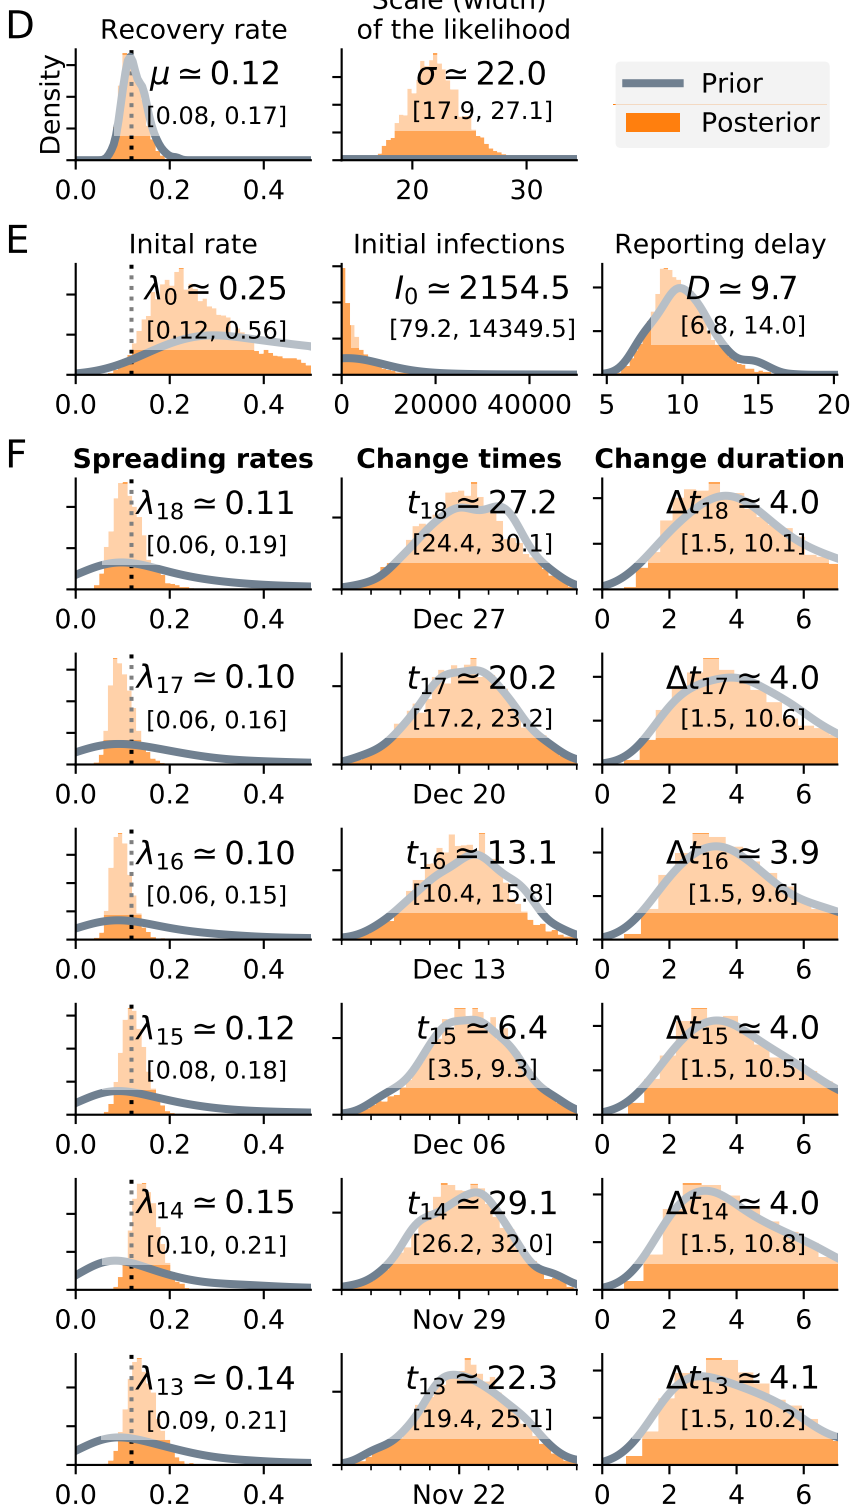 D
Scale (width)
Recovery rate
of the likelihood
Density
μ ≃ 0.12
[0.08, 0.17]
0.0 0.2 0.4
σ ≃ 22.0
[17.9, 27.1]
20 30
Prior
Posterior
E
Inital rate
λ0 ≃ 0.25
[0.12, 0.56]
0.0 0.2 0.4
Initial infections
I0 ≃ 2154.5
[79.2, 14349.5]
0 20000 40000
Reporting delay
D ≃ 9.7
[6.8, 14.0]
5 10 15 20
F
Spreading rates Change times Change duration
λ18 ≃ 0.11
[0.06, 0.19]
0.0 0.2 0.4
t18 ≃ 27.2
[24.4, 30.1]
Dec 27
Δt18 ≃ 4.0
[1.5, 10.1]
0 2 4 6
λ17 ≃ 0.10
[0.06, 0.16]
0.0 0.2 0.4
t17 ≃ 20.2
[17.2, 23.2]
Dec 20
Δt17 ≃ 4.0
[1.5, 10.6]
0 2 4 6
λ16 ≃ 0.10
[0.06, 0.15]
0.0 0.2 0.4
t16 ≃ 13.1
[10.4, 15.8]
Dec 13
Δt16 ≃ 3.9
[1.5, 9.6]
0 2 4 6
λ15 ≃ 0.12
[0.08, 0.18]
0.0 0.2 0.4
t15 ≃ 6.4
[3.5, 9.3]
Dec 06
Δt15 ≃ 4.0
[1.5, 10.5]
0 2 4 6
λ14 ≃ 0.15
[0.10, 0.21]
0.0 0.2 0.4
t14 ≃ 29.1
[26.2, 32.0]
Nov 29
Δt14 ≃ 4.0
[1.5, 10.8]
0 2 4 6
λ13 ≃ 0.14
[0.09, 0.21]
0.0 0.2 0.4
t13 ≃ 22.3
[19.4, 25.1]
Nov 22
Δt13 ≃ 4.1
[1.5, 10.2]
0 2 4 6